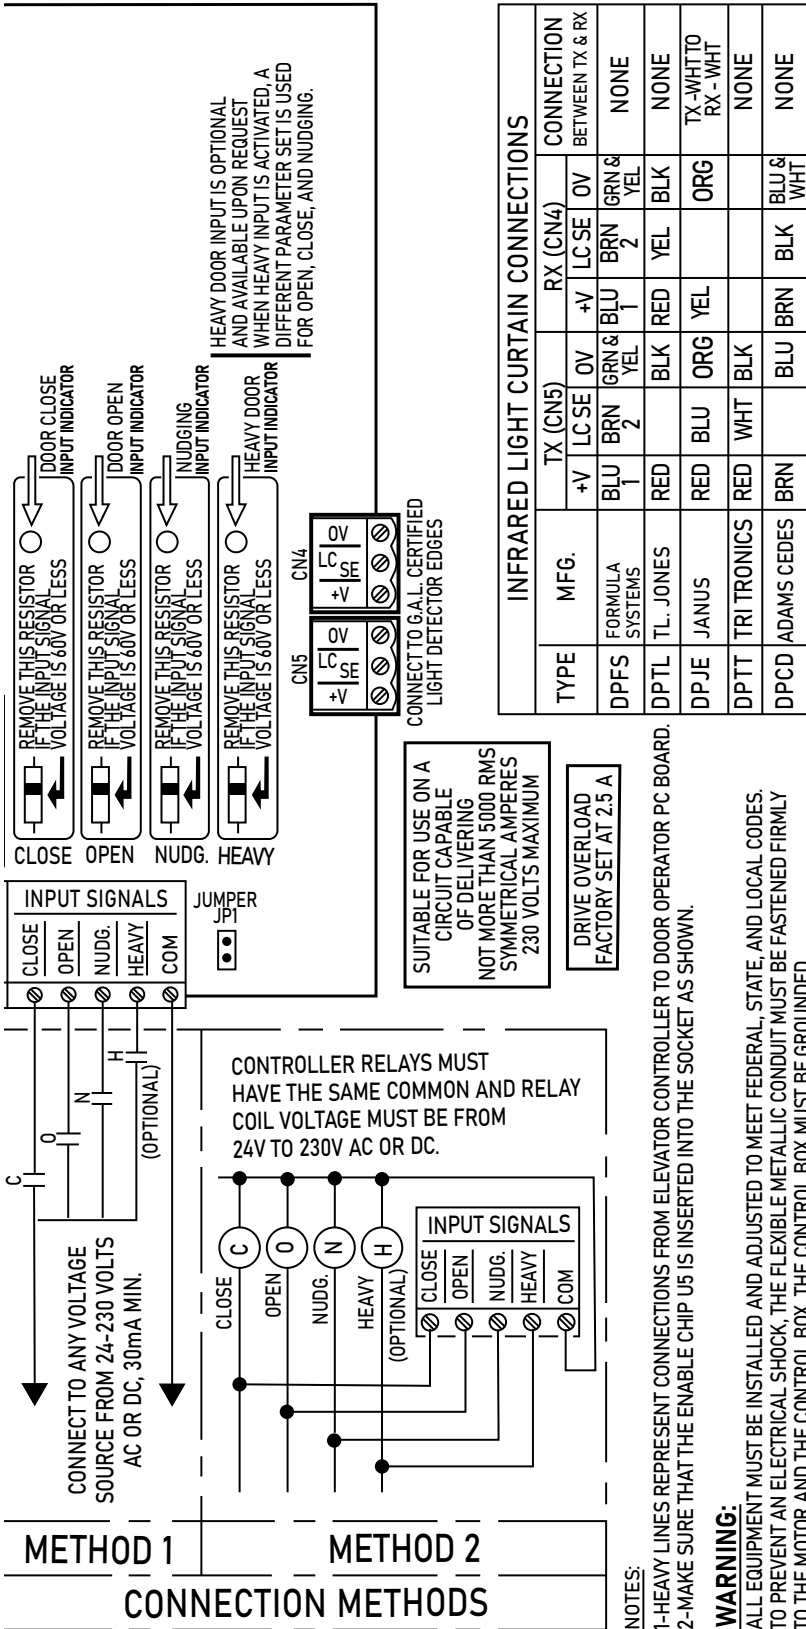 HEAVY DOOR INPUT IS OPTIONAL
AND AVAILABLE UPON REQUEST
WHEN HEAVY INPUT IS ACTIVATED, A
DIFFERENT PARAMETER SET IS USED
FOR OPEN, CLOSE, AND NUDGING.
DOOR CLOSE
INPUT INDICATOR
DOOR OPEN
INPUT INDICATOR
NUDGING
INPUT INDICATOR
HEAVY DOOR
INPUT INDICATOR
REMOVE THIS RESISTOR
IF THE INPUT SIGNAL
VOLTAGE IS 60V OR LESS
REMOVE THIS RESISTOR
IF THE INPUT SIGNAL
VOLTAGE IS 60V OR LESS
REMOVE THIS RESISTOR
IF THE INPUT SIGNAL
VOLTAGE IS 60V OR LESS
REMOVE THIS RESISTOR
IF THE INPUT SIGNAL
VOLTAGE IS 60V OR LESS
CLOSE OPEN NUDG. HEAVY
CN4
0V
LC SE
+V
CN5
0V
LC SE
+V
CONNECT TO G.A.L. CERTIFIED
LIGHT DETECTOR EDGES
INPUT SIGNALS
CLOSE
OPEN
NUDG.
HEAVY
COM
JUMPER
JP1
SUITABLE FOR USE ON A
CIRCUIT CAPABLE
OF DELIVERING
NOT MORE THAN 5000 RMS
SYMMETRICAL AMPERES
230 VOLTS MAXIMUM
DRIVE OVERLOAD
FACTORY SET AT 2.5 A
INFRARED LIGHT CURTAIN CONNECTIONS
TYPE MFG. TX (CN5) RX (CN4) CONNECTION BETWEEN TX & RX
+V LC SE 0V +V LC SE 0V
DPFS FORMULA SYSTEMS BLU 1 BRN 2 GRN & YEL BLU 1 BRN 2 GRN & YEL NONE
DPTL TL. JONES RED BLK RED YEL BLK NONE
DPJE JANUS RED BLU ORG YEL ORG TX -WHT TO RX - WHT
DPTT TRI TRONICS RED WHT BLK NONE
DPCD ADAMS CEDES BRN BLU BRN BLK BLU & WHT NONE
C
O
N
H
(OPTIONAL)
CONNECT TO ANY VOLTAGE
SOURCE FROM 24-230 VOLTS
AC OR DC, 30mA MIN.
CONTROLLER RELAYS MUST
HAVE THE SAME COMMON AND RELAY
COIL VOLTAGE MUST BE FROM
24V TO 230V AC OR DC.
C
O
N
H
CLOSE
OPEN
NUDG.
HEAVY
(OPTIONAL)
INPUT SIGNALS
CLOSE
OPEN
NUDG.
HEAVY
COM
METHOD 1
METHOD 2
CONNECTION METHODS
NOTES:
1-HEAVY LINES REPRESENT CONNECTIONS FROM ELEVATOR CONTROLLER TO DOOR OPERATOR PC BOARD.
2-MAKE SURE THAT THE ENABLE CHIP U5 IS INSERTED INTO THE SOCKET AS SHOWN.
WARNING:
ALL EQUIPMENT MUST BE INSTALLED AND ADJUSTED TO MEET FEDERAL, STATE, AND LOCAL CODES.
TO PREVENT AN ELECTRICAL SHOCK, THE FLEXIBLE METALLIC CONDUIT MUST BE FASTENED FIRMLY
TO THE MOTOR AND THE CONTROL BOX. THE CONTROL BOX MUST BE GROUNDED